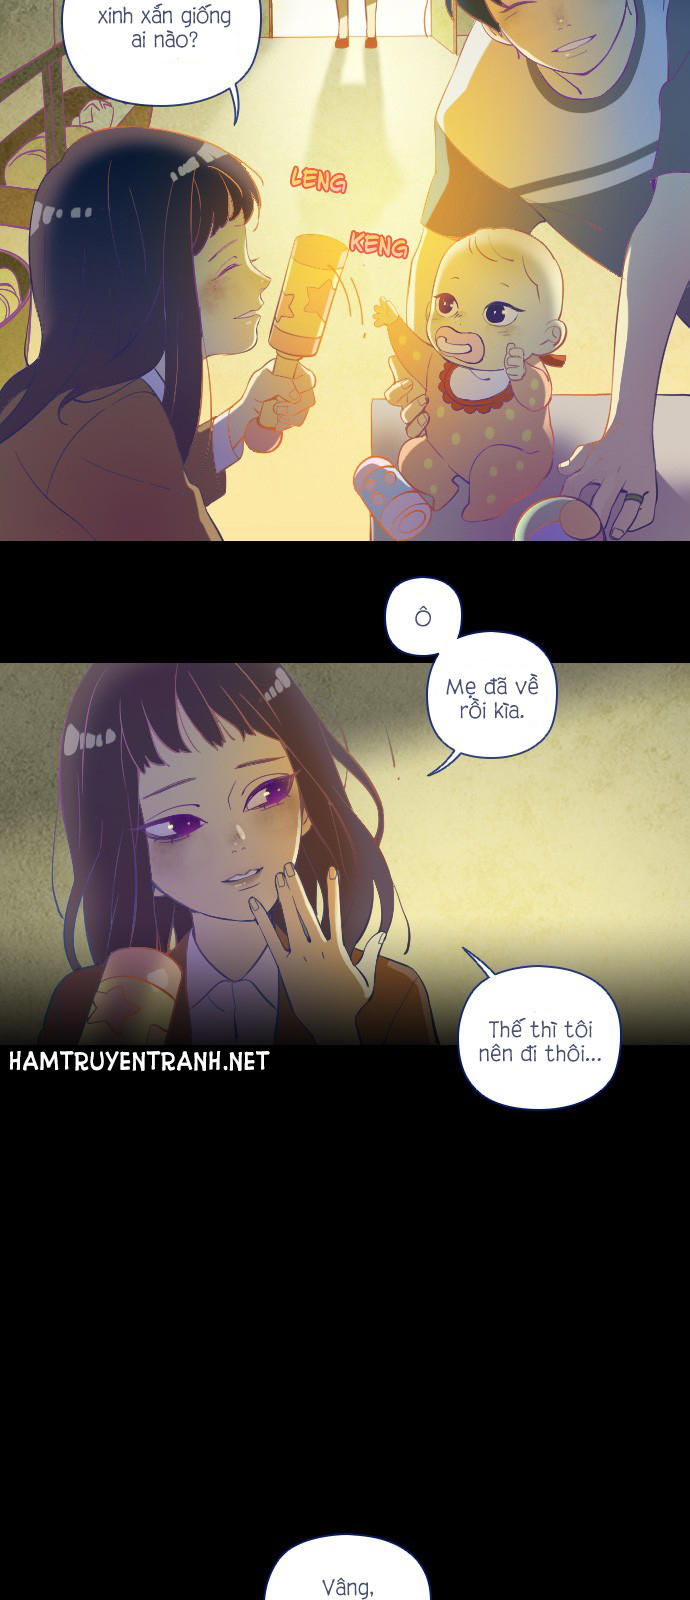 xinh xắn giống
ai nào?
LENG
KENG
Ô
Mẹ đã về
rồi kìa.
Thế thì tôi
nên đi thôi...
HAMTRUYENTRANH.NET
Vâng,